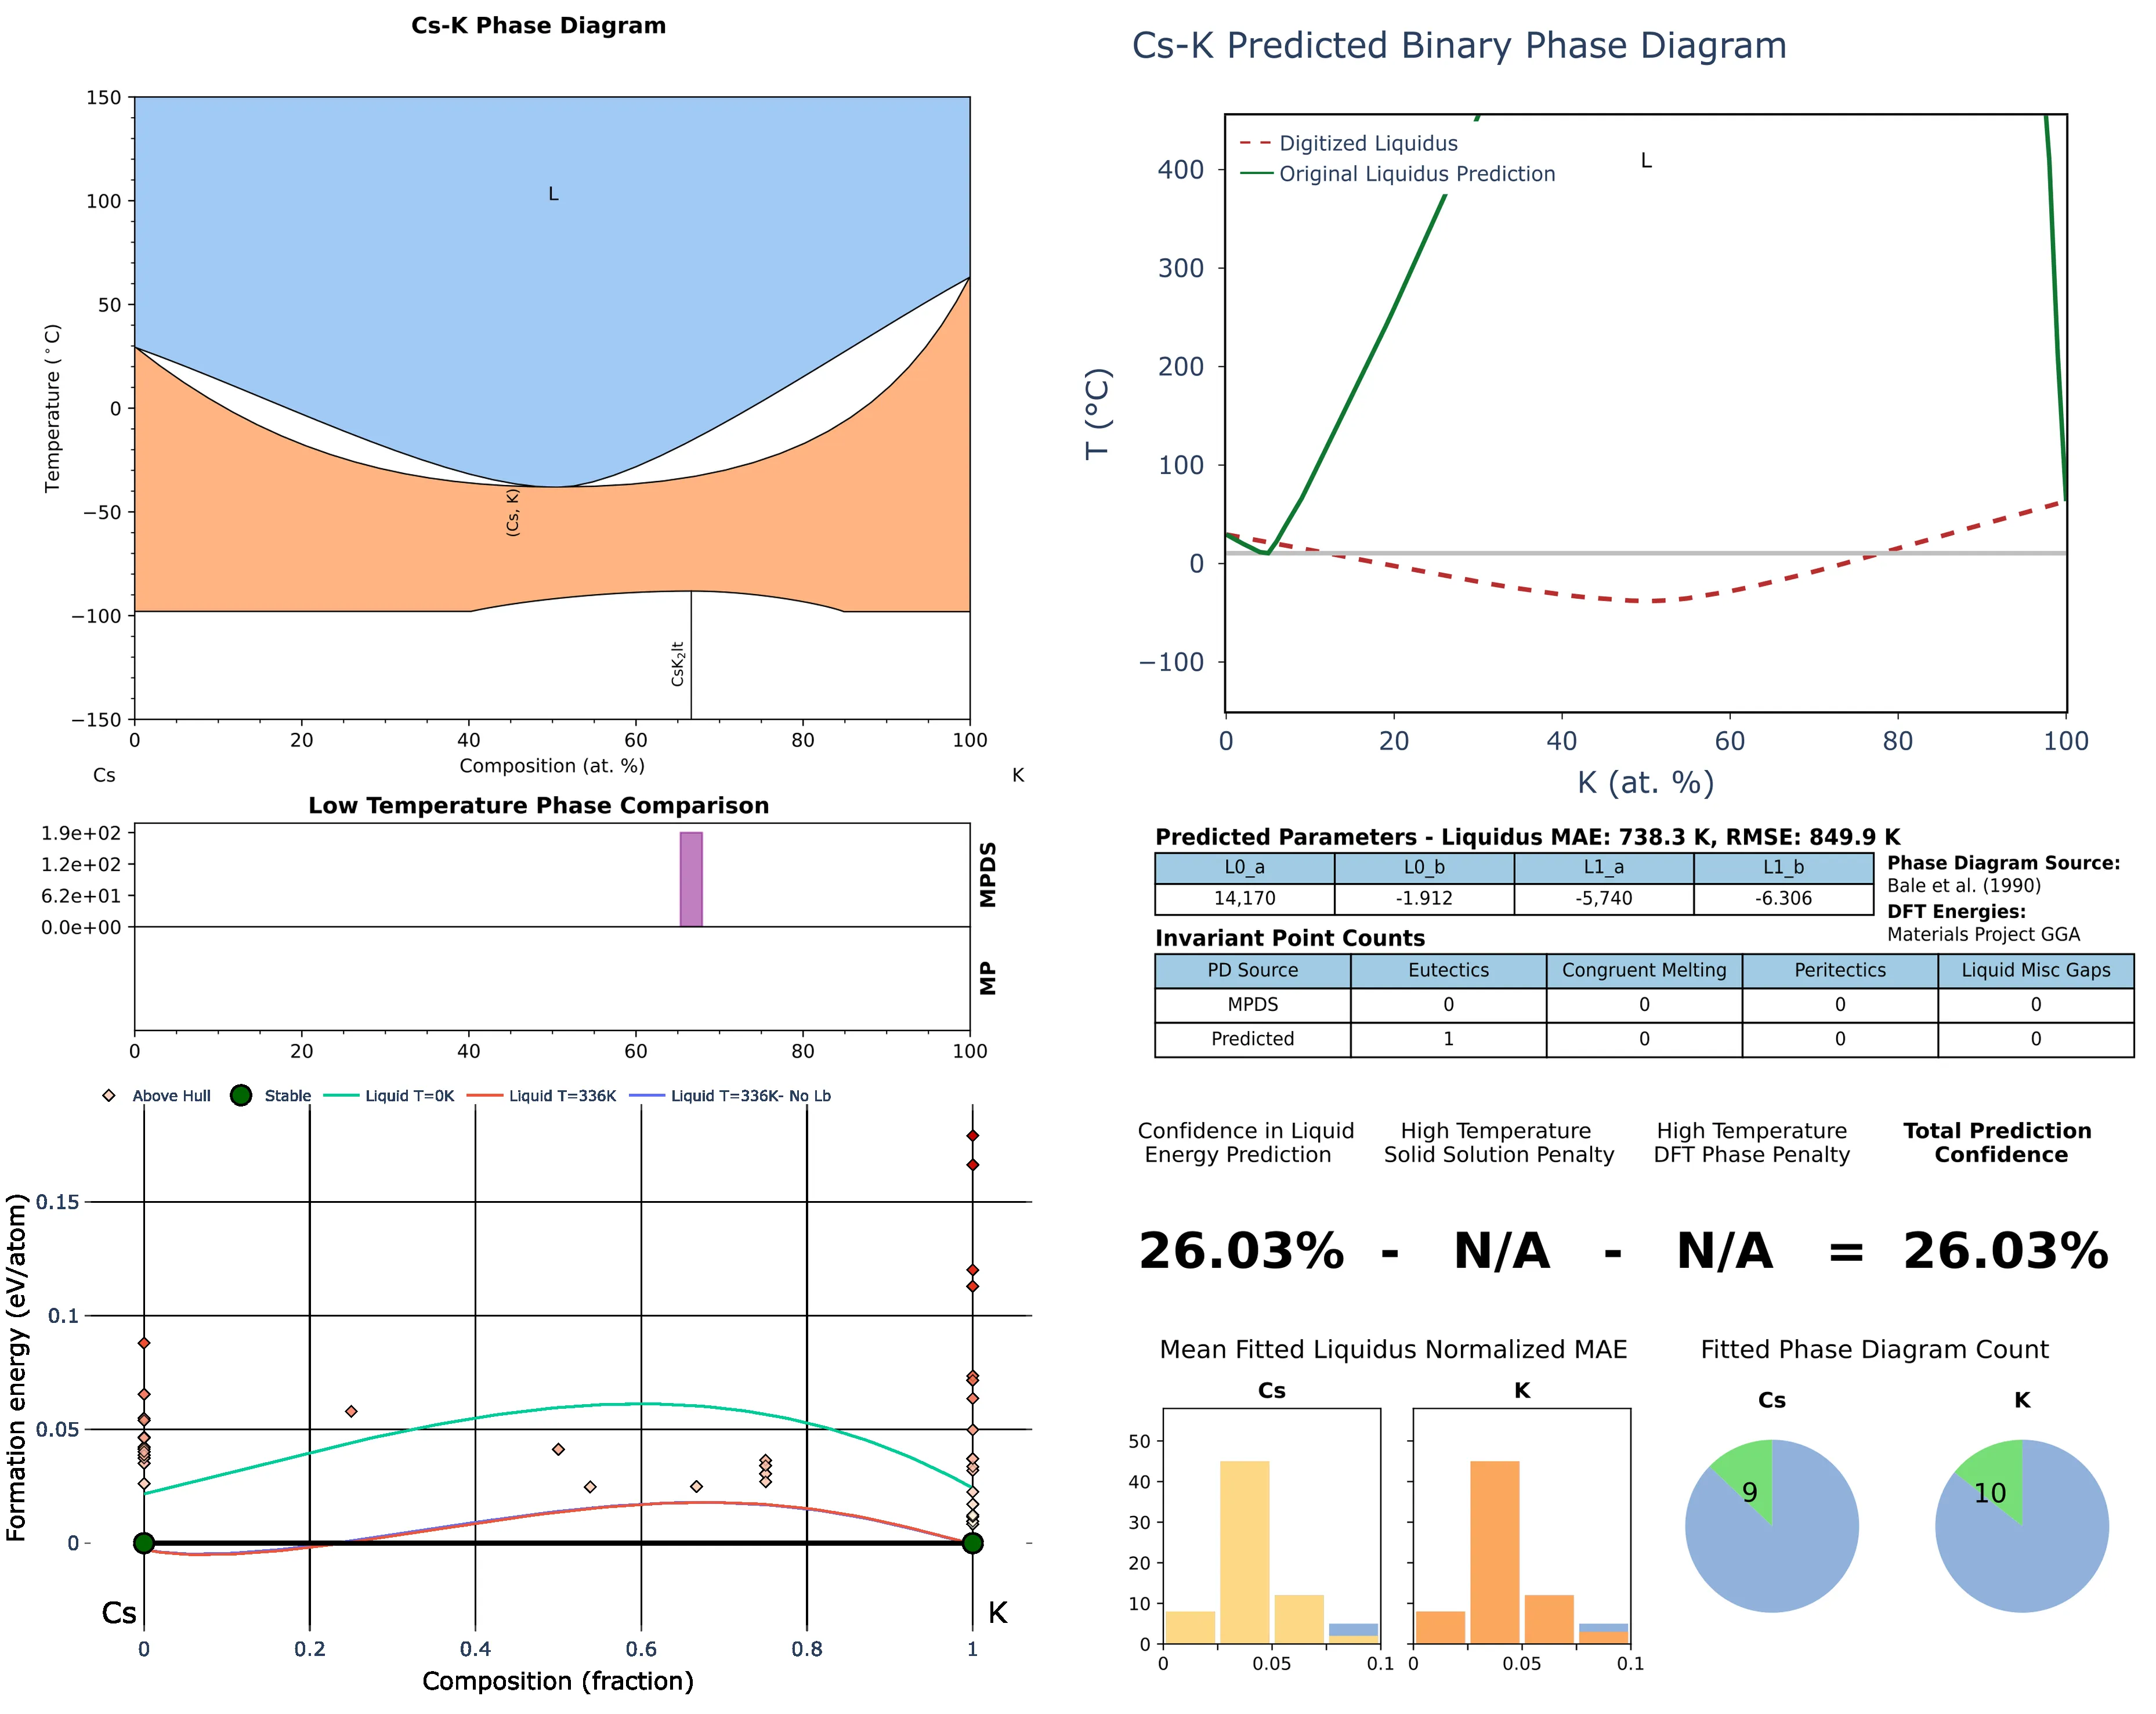 Cs-K Phase Diagram
150
100
50
0
−50
−100
−150
Temperature (°C)
L
(Cs, K)
CsK₂lt
0 20 40 60 80 100
Cs Composition (at. %) K
Cs-K Predicted Binary Phase Diagram
Digitized Liquidus
Original Liquidus Prediction
L
400
300
200
100
0
−100
T (°C)
0 20 40 60 80 100
K (at. %)
Low Temperature Phase Comparison
1.9e+02
1.2e+02
6.2e+01
0.0e+00
MPDS
MP
0 20 40 60 80 100
Predicted Parameters - Liquidus MAE: 738.3 K, RMSE: 849.9 K
L0_a L0_b L1_a L1_b
14,170 -1.912 -5,740 -6.306
Phase Diagram Source:
Bale et al. (1990)
DFT Energies:
Materials Project GGA
Invariant Point Counts
PD Source Eutectics Congruent Melting Peritectics Liquid Misc Gaps
MPDS 0 0 0 0
Predicted 1 0 0 0
Above Hull Stable Liquid T=0K Liquid T=336K Liquid T=336K- No Lb
0.15
0.1
0.05
0
Formation energy (eV/atom)
Cs K
0 0.2 0.4 0.6 0.8 1
Composition (fraction)
Confidence in Liquid
Energy Prediction
High Temperature
Solid Solution Penalty
High Temperature
DFT Phase Penalty
Total Prediction
Confidence
26.03% - N/A - N/A = 26.03%
Mean Fitted Liquidus Normalized MAE
Cs K
50
40
30
20
10
0
0 0.05 0.1 0 0.05 0.1
Fitted Phase Diagram Count
Cs K
9 10